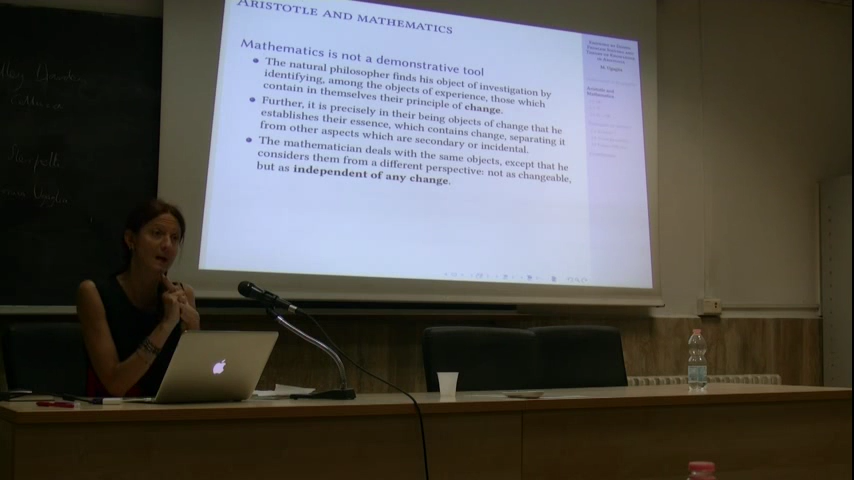 ARISTOTLE AND MATHEMATICS
Mathematics is not a demonstrative tool
• The natural philosopher finds his object of investigation by
identifying, among the objects of experience, those which
contain in themselves their principle of change.
• Further, it is precisely in their being objects of change that he
establishes their essence, which contains change, separating it
from other aspects which are secondary or incidental.
• The mathematician deals with the same objects, except that he
considers them from a different perspective: not as changeable,
but as independent of any change.